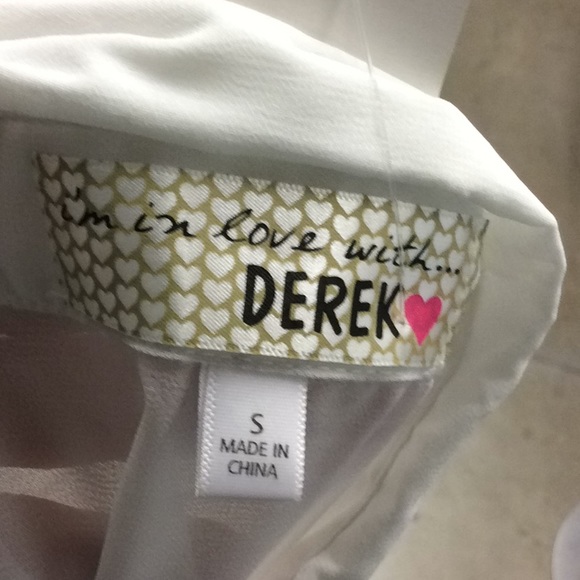 i'm in love with...
DEREK
S
MADE IN
CHINA